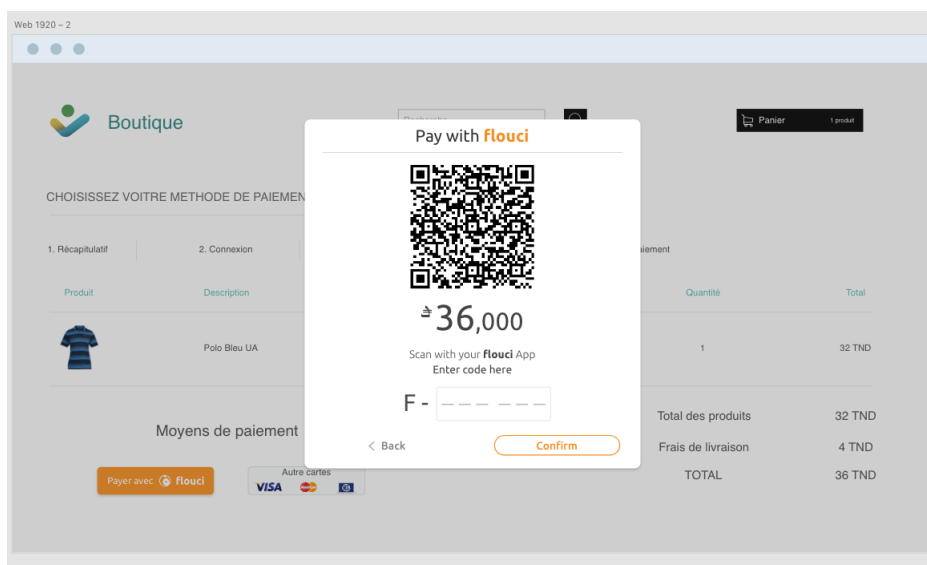 Web 1920 – 2
Boutique
Panier 1 produit
Pay with flouci
CHOISISSEZ VOITRE METHODE DE PAIEMEN
1. Récapitulatif
2. Connexion
Produit
Description
Quantité
Total
Polo Bleu UA
1
32 TND
36,000
Scan with your flouci App
Enter code here
F - ___ ___
< Back
Confirm
Moyens de paiement
Payer avec flouci
Autre cartes
VISA
Total des produits 32 TND
Frais de livraison 4 TND
TOTAL 36 TND